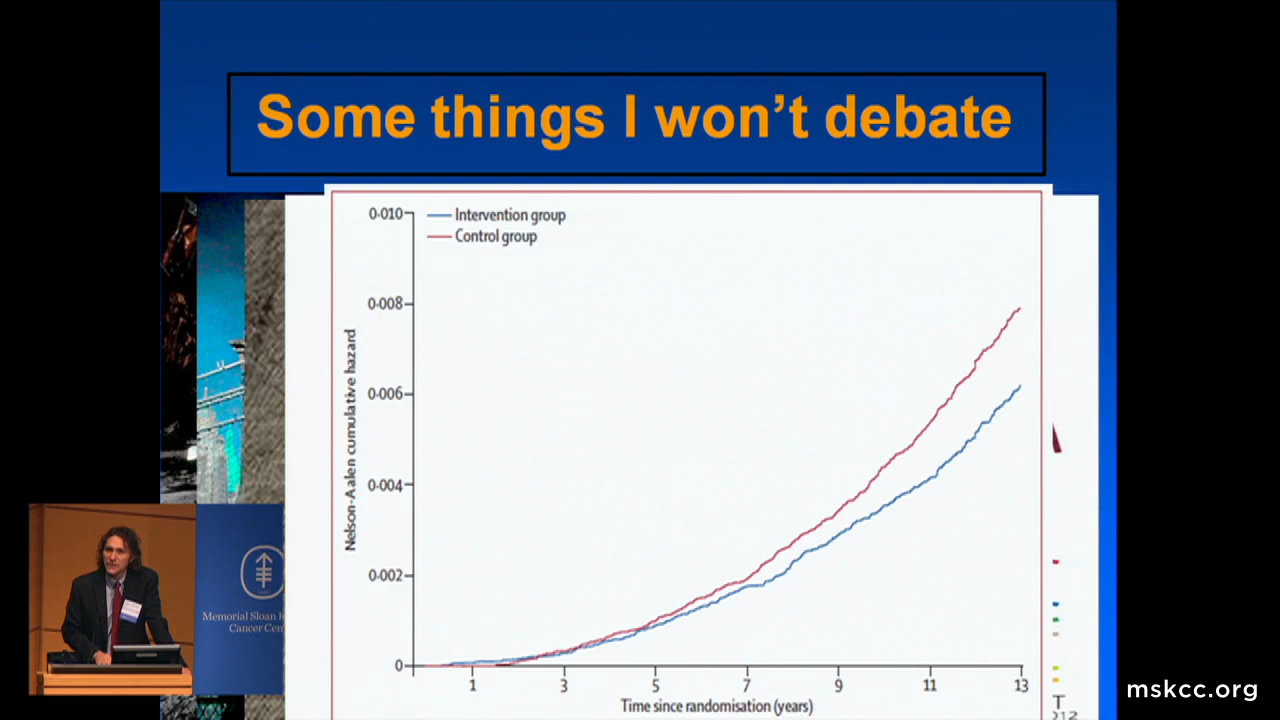 Some things I won't debate
0·010
Intervention group
Control group
0·008
0·006
0·004
0·002
0
Nelson-Aalen cumulative hazard
1 3 5 7 9 11 13
Time since randomisation (years)
Memorial Sloan
Cancer Cen
mskcc.org
T